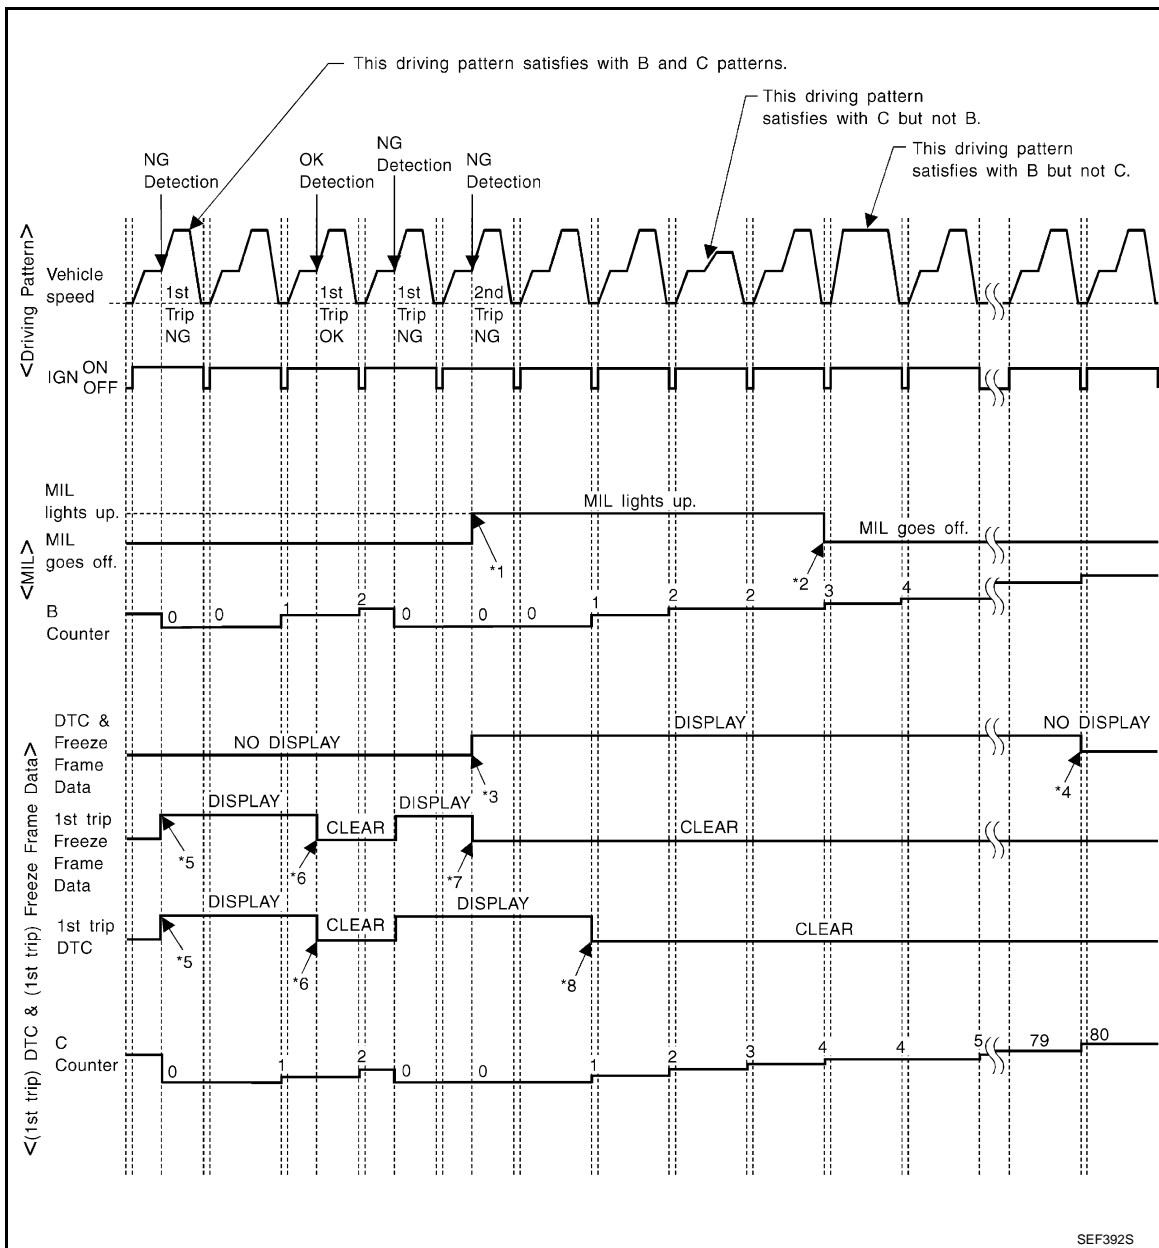 This driving pattern satisfies with B and C patterns.
This driving pattern
satisfies with C but not B.
This driving pattern
satisfies with B but not C.
NG
Detection
OK
Detection
NG
Detection
NG
Detection
<Driving Pattern>
Vehicle
speed
1st
Trip
NG
1st
Trip
OK
1st
Trip
NG
2nd
Trip
NG
IGN ON
OFF
<MIL>
MIL
lights up.
MIL
goes off.
MIL lights up.
MIL goes off.
*1
*2
B
Counter
0 0 1 2 0 0 0 1 2 2 3 4
<(1st trip) DTC & (1st trip) Freeze Frame Data>
DTC &
Freeze
Frame
Data
NO DISPLAY
DISPLAY
NO DISPLAY
*3
*4
1st trip
Freeze
Frame
Data
DISPLAY
CLEAR
DISPLAY
CLEAR
*5
*6
*7
1st trip
DTC
DISPLAY
CLEAR
DISPLAY
CLEAR
*5
*6
*8
C
Counter
0 1 2 0 0 1 2 3 4 4 5 79 80
SEF392S